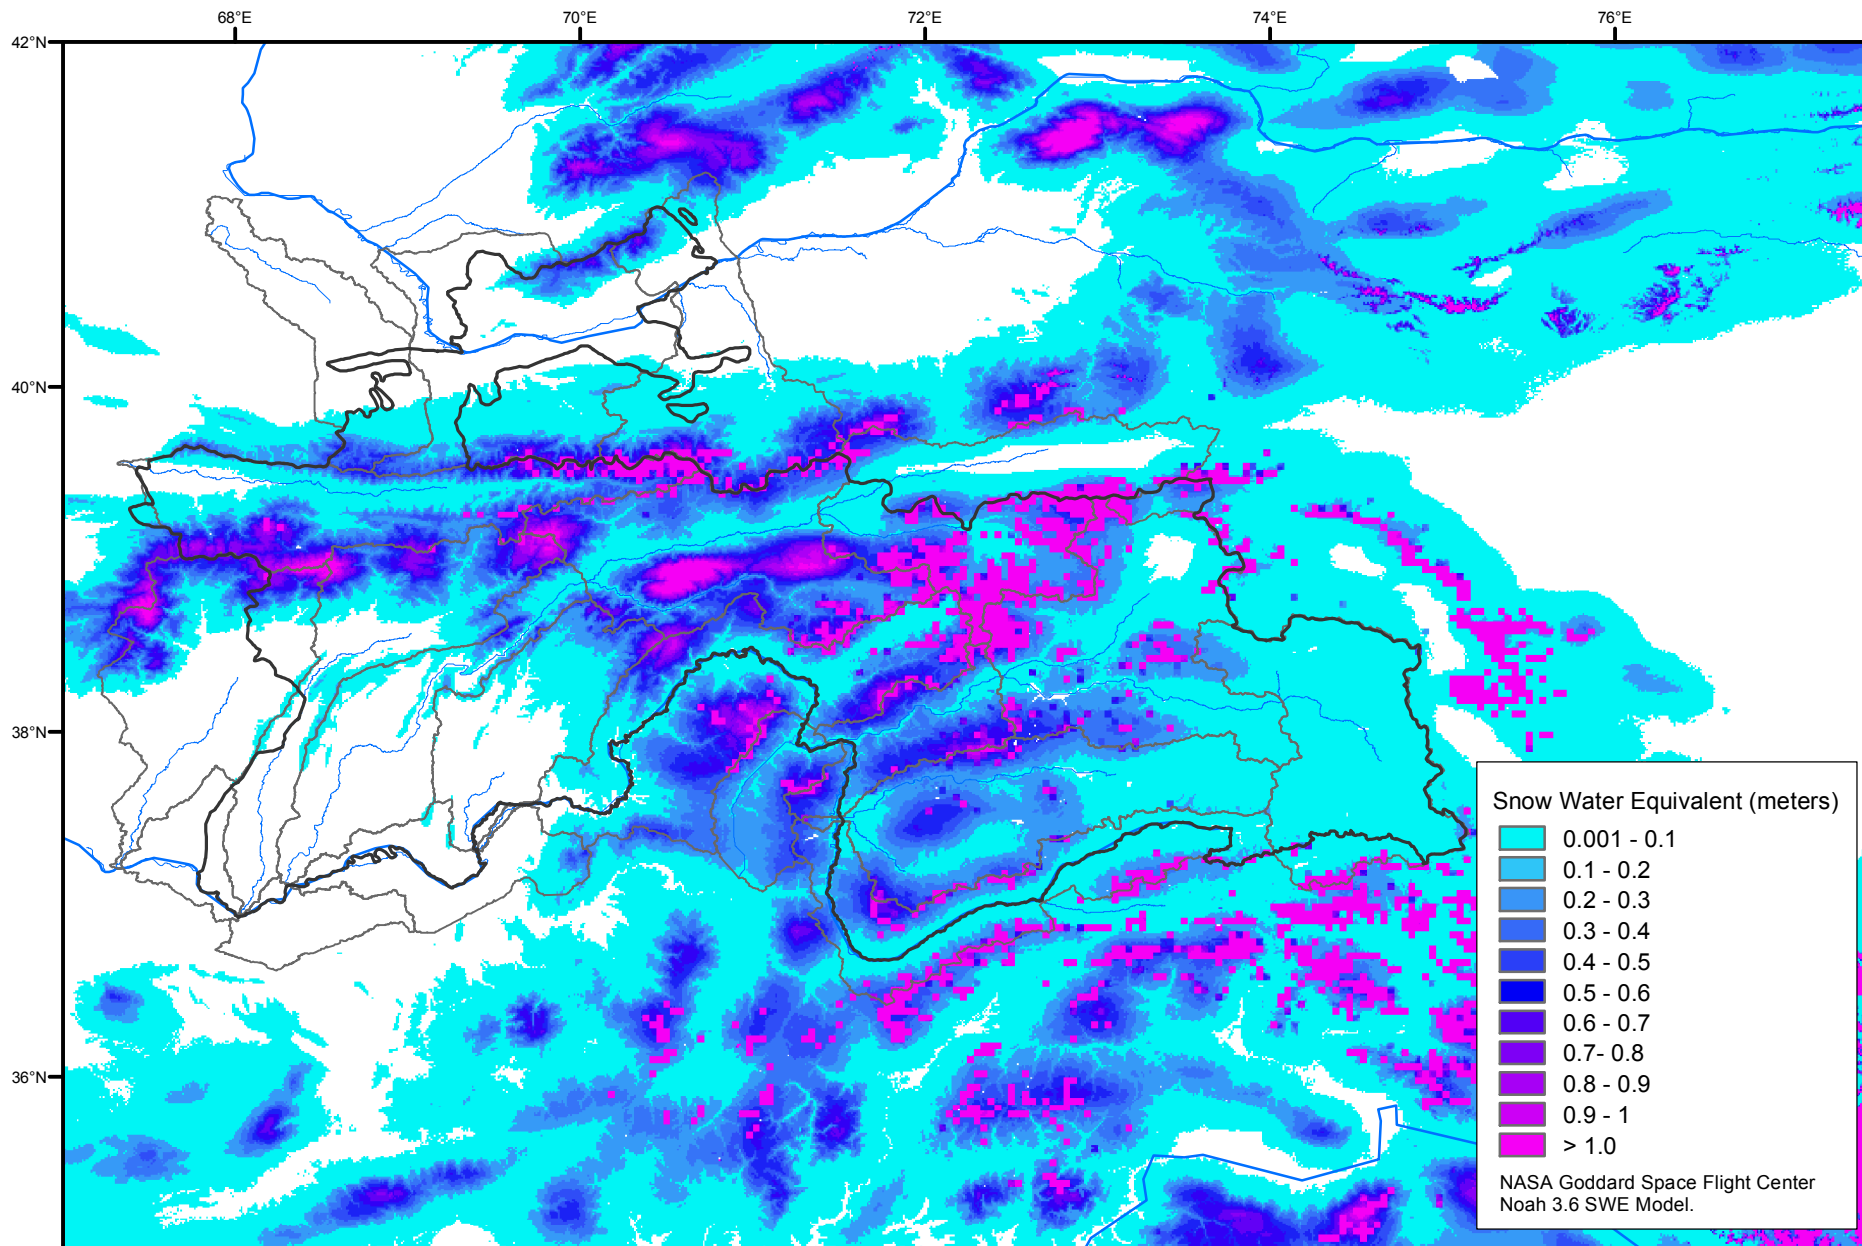 68°E
70°E
72°E
74°E
76°E
42°N
40°N
38°N
36°N
Snow Water Equivalent (meters)
0.001 - 0.1
0.1 - 0.2
0.2 - 0.3
0.3 - 0.4
0.4 - 0.5
0.5 - 0.6
0.6 - 0.7
0.7- 0.8
0.8 - 0.9
0.9 - 1
> 1.0
NASA Goddard Space Flight Center
Noah 3.6 SWE Model.